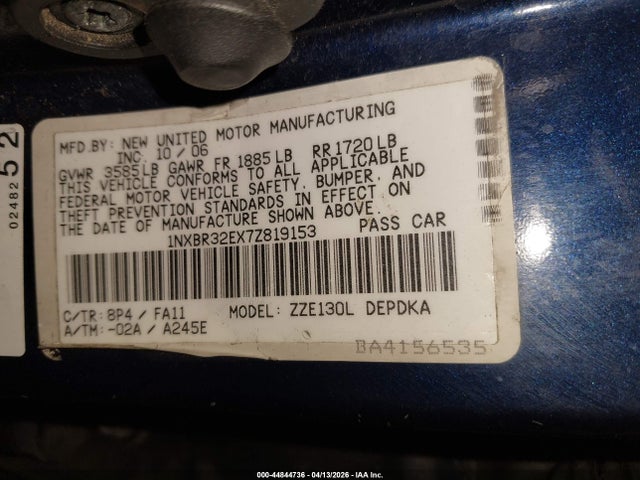 MFD.BY: NEW UNITED MOTOR MANUFACTURING
INC. 10 / 06
GVWR 3585LB GAWR FR 1885LB RR 1720LB
THIS VEHICLE CONFORMS TO ALL APPLICABLE
FEDERAL MOTOR VEHICLE SAFETY, BUMPER, AND
THEFT PREVENTION STANDARDS IN EFFECT ON
THE DATE OF MANUFACTURE SHOWN ABOVE.
1NXBR32EX7Z819153 PASS CAR
C/TR: 8P4 / FA11 MODEL: ZZE130L DEPDKA
A/TM: -02A / A245E
BA4156535
02482 52
000-44844736 - 04/13/2026 - IAA Inc.